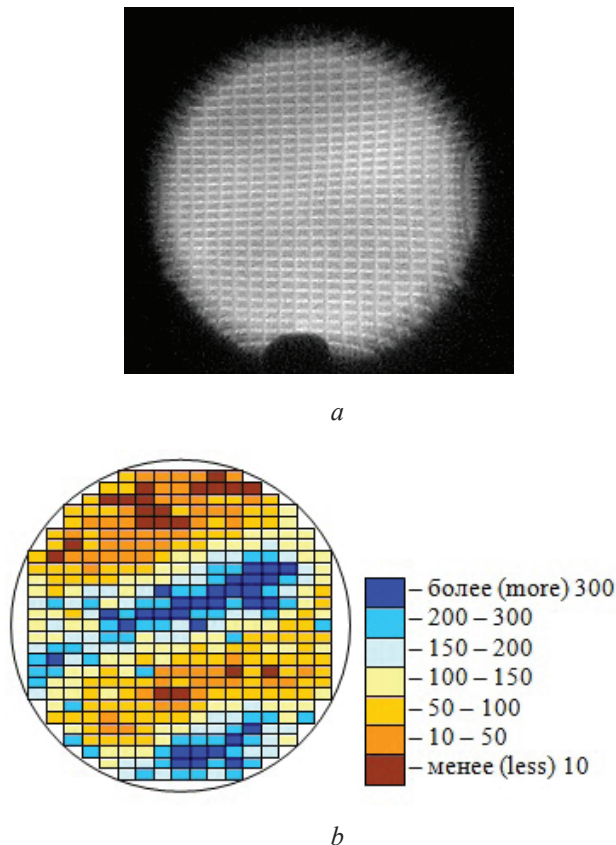 a
– более (more) 300
– 200 – 300
– 150 – 200
– 100 – 150
– 50 – 100
– 10 – 50
– менее (less) 10
b